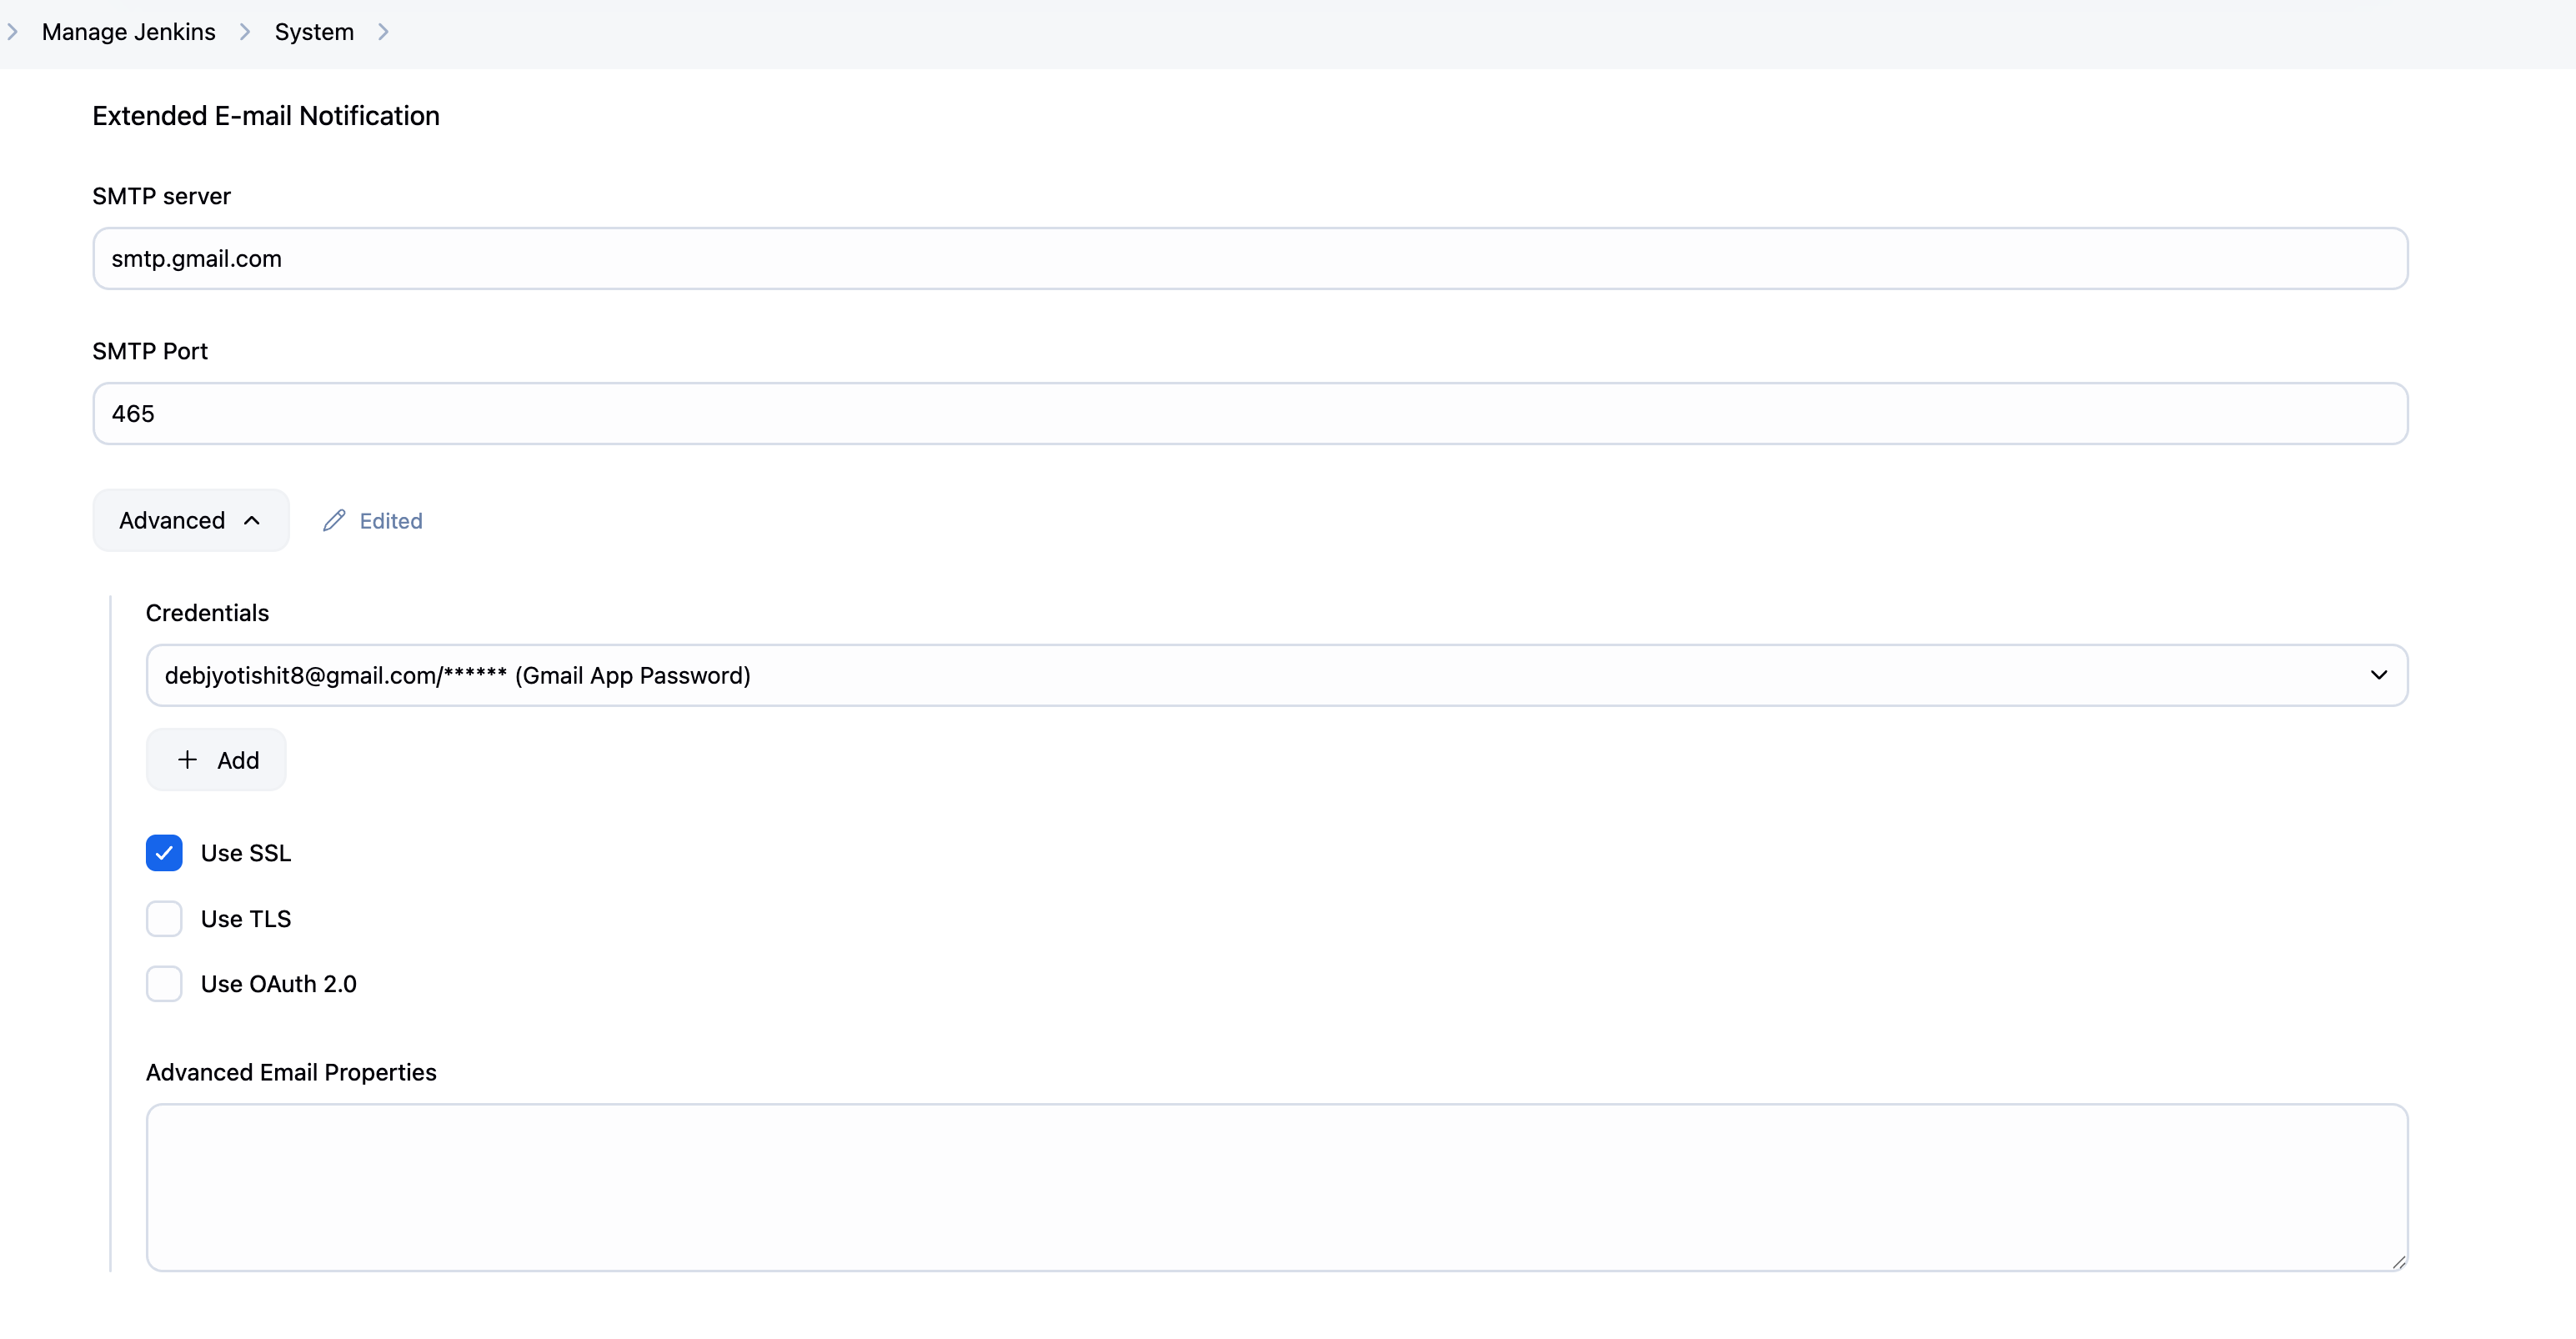 Manage Jenkins System
Extended E-mail Notification
SMTP server
smtp.gmail.com
SMTP Port
465
Advanced Edited
Credentials
debjyotishit8@gmail.com/****** (Gmail App Password)
+ Add
Use SSL
Use TLS
Use OAuth 2.0
Advanced Email Properties